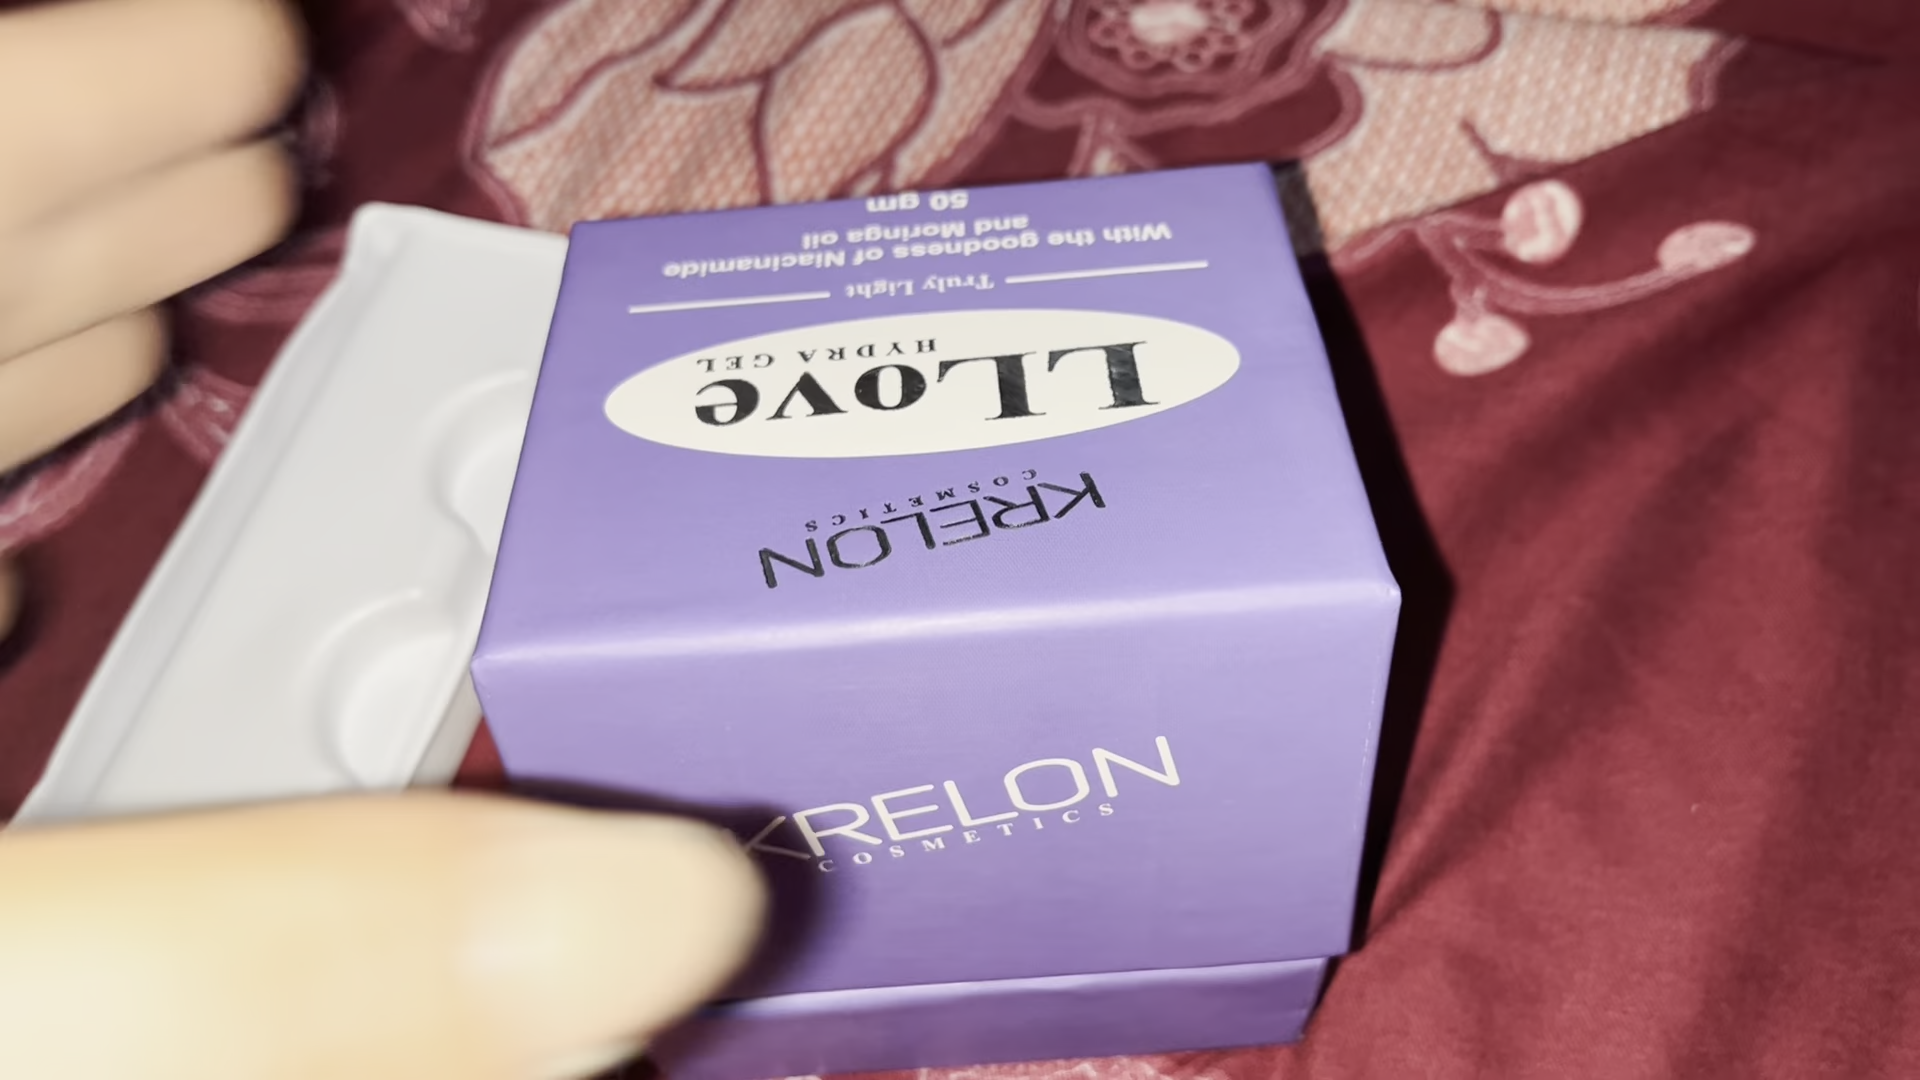 KRELON
COSMETICS
LLove
HYDRA GEL
Truly Light
With the goodness of Niacinamide
and Moringa oil
50 gm
KRELON
COSMETICS